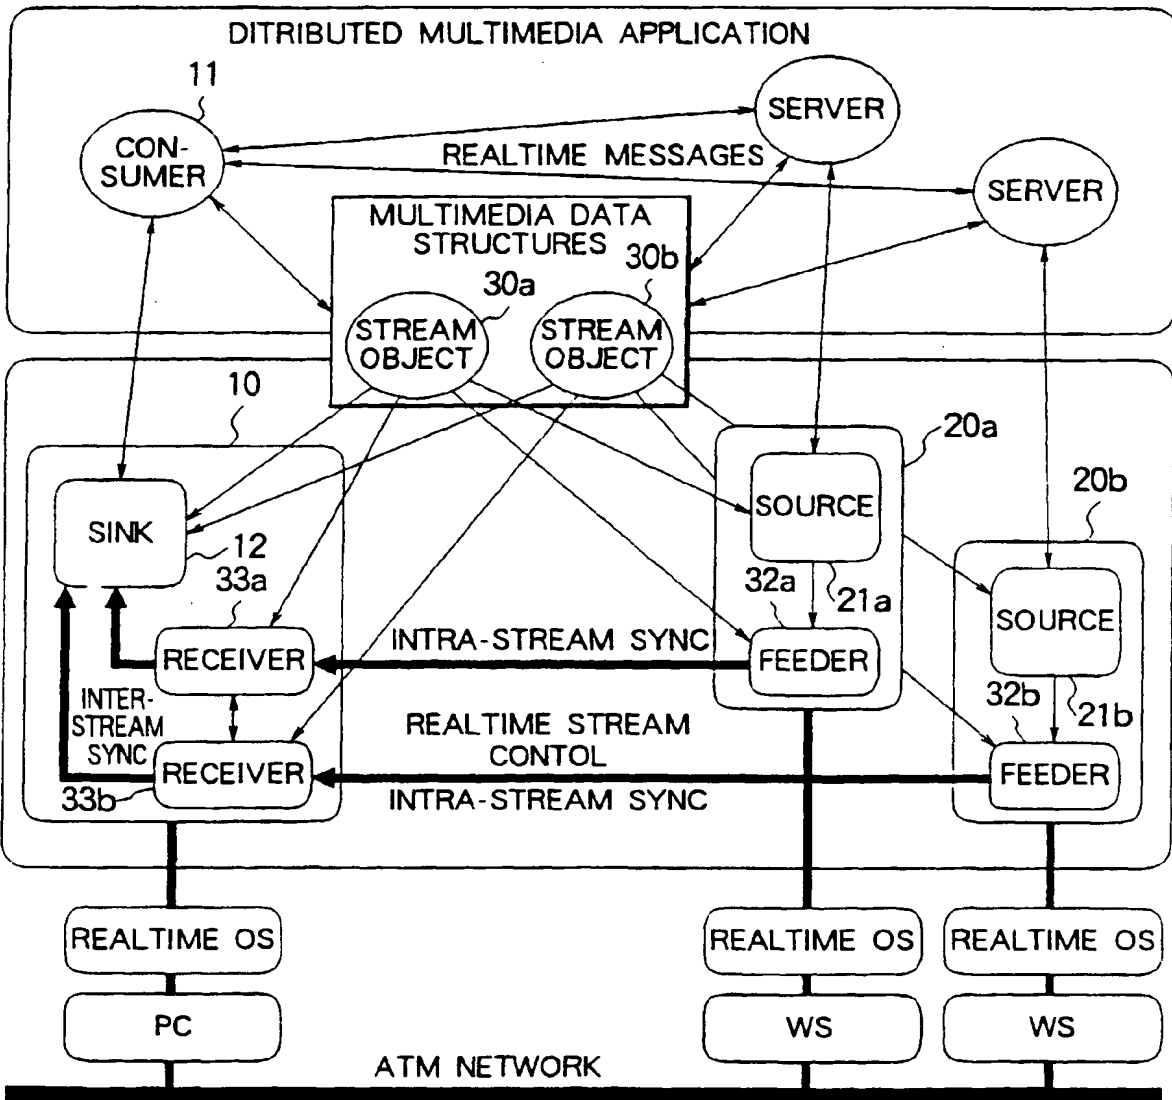 DITRIBUTED MULTIMEDIA APPLICATION
11
SERVER
CON-
SUMER
REALTIME MESSAGES
SERVER
MULTIMEDIA DATA
STRUCTURES
30a
30b
STREAM
OBJECT
STREAM
OBJECT
10
20a
SINK
SOURCE
20b
12
33a
32a
21a
SOURCE
RECEIVER
INTRA-STREAM SYNC
FEEDER
INTER-
STREAM
SYNC
32b
21b
REALTIME STREAM
CONTOL
RECEIVER
FEEDER
33b
INTRA-STREAM SYNC
REALTIME OS
REALTIME OS
REALTIME OS
PC
WS
WS
ATM NETWORK